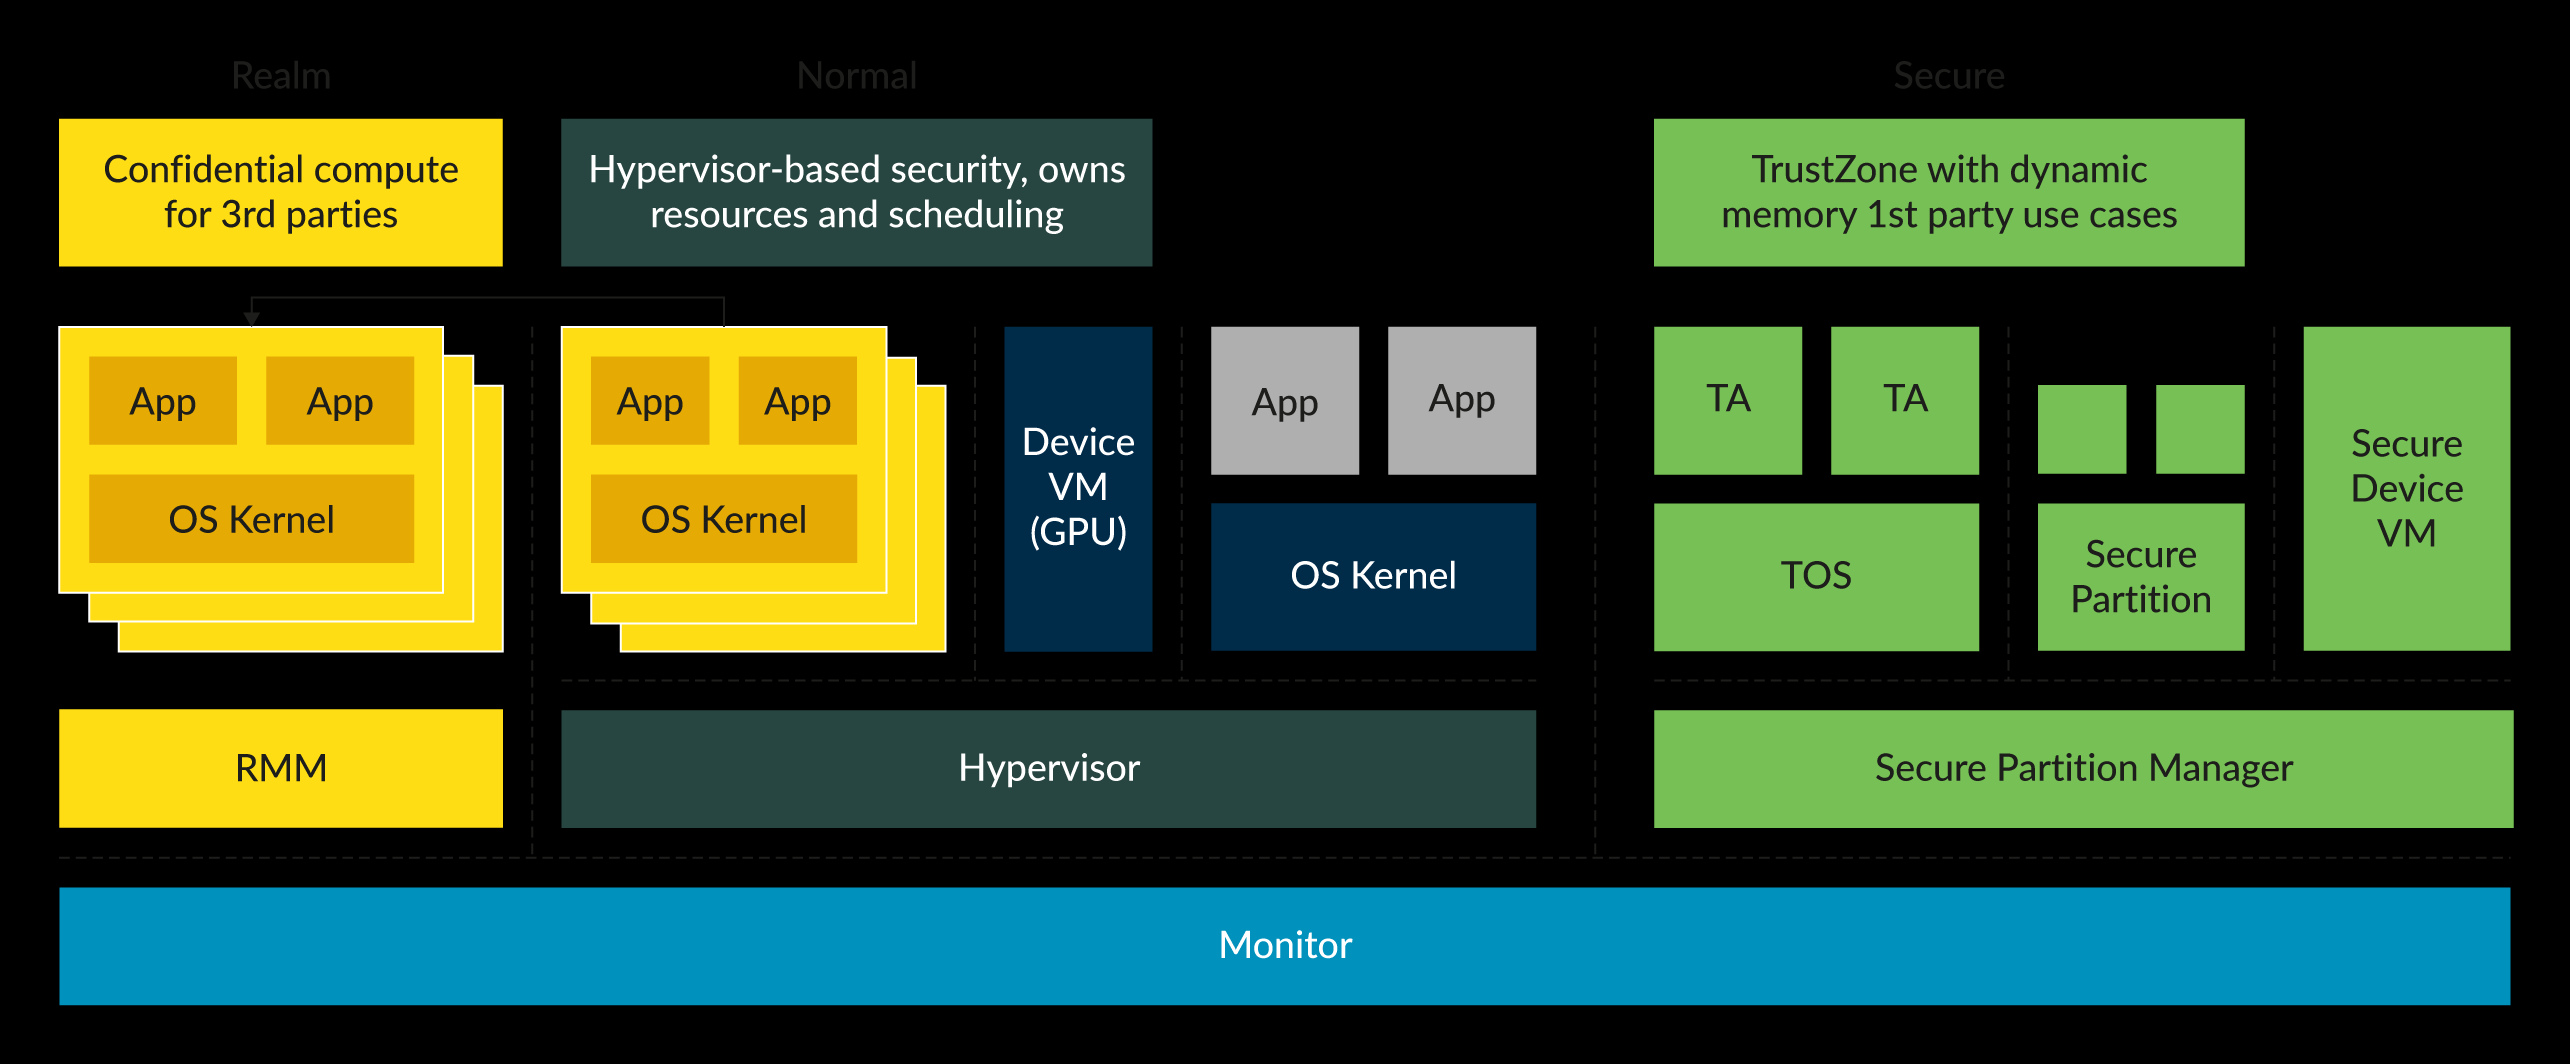 Realm
Normal
Secure
Confidential compute
for 3rd parties
Hypervisor-based security, owns
resources and scheduling
TrustZone with dynamic
memory 1st party use cases
App
App
OS Kernel
App
App
OS Kernel
Device
VM
(GPU)
App
App
OS Kernel
TA
TA
TOS
Secure
Partition
Secure
Device
VM
RMM
Hypervisor
Secure Partition Manager
Monitor